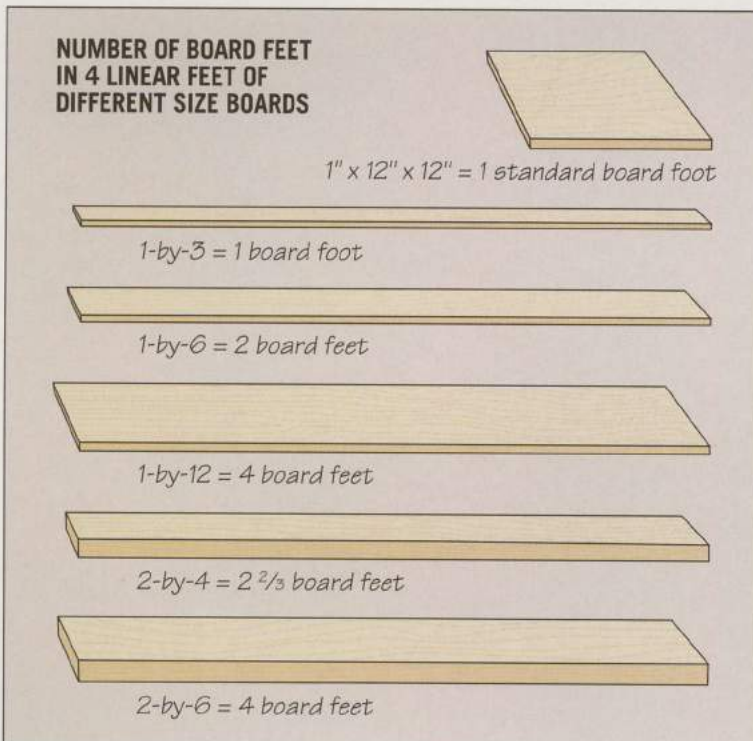 NUMBER OF BOARD FEET
IN 4 LINEAR FEET OF
DIFFERENT SIZE BOARDS
1" x 12" x 12" = 1 standard board foot
1-by-3 = 1 board foot
1-by-6 = 2 board feet
1-by-12 = 4 board feet
2-by-4 = 2 2/3 board feet
2-by-6 = 4 board feet